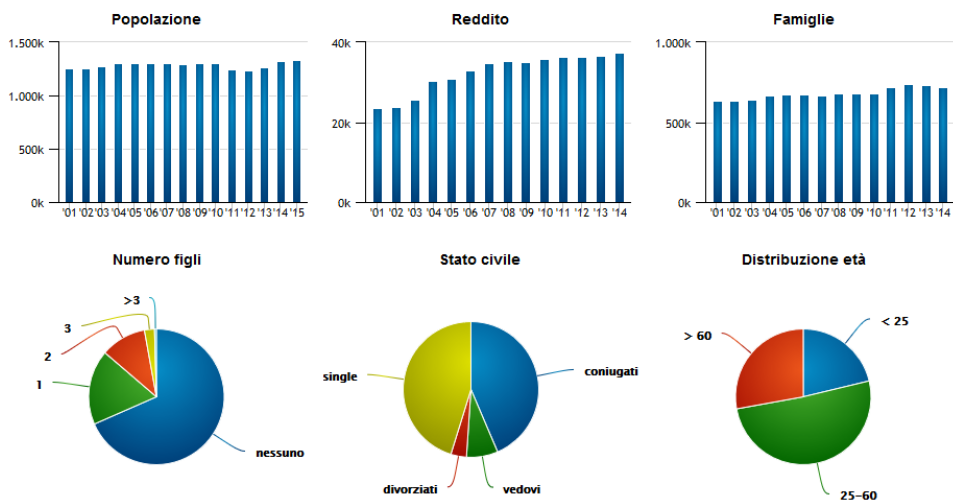 Popolazione
1.500k
1.000k
500k
0k
'01 '02 '03 '04 '05 '06 '07 '08 '09 '10 '11 '12 '13 '14 '15
Reddito
40k
20k
0k
'01 '02 '03 '04 '05 '06 '07 '08 '09 '10 '11 '12 '13 '14
Famiglie
1.000k
500k
0k
'01 '02 '03 '04 '05 '06 '07 '08 '09 '10 '11 '12 '13 '14
Numero figli
>3
3
2
1
nessuno
Stato civile
single
coniugati
divorziati
vedovi
Distribuzione età
< 25
> 60
25-60